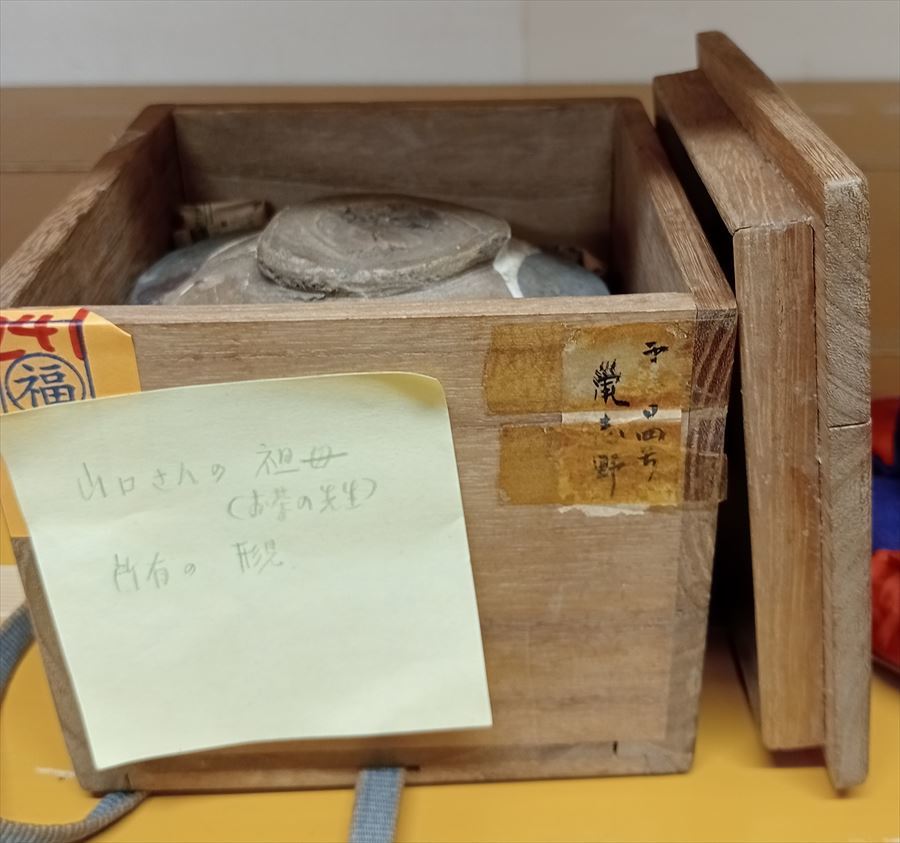 241
福
山口さんの 祖母
(お茶の先生)
所有の 形見
野